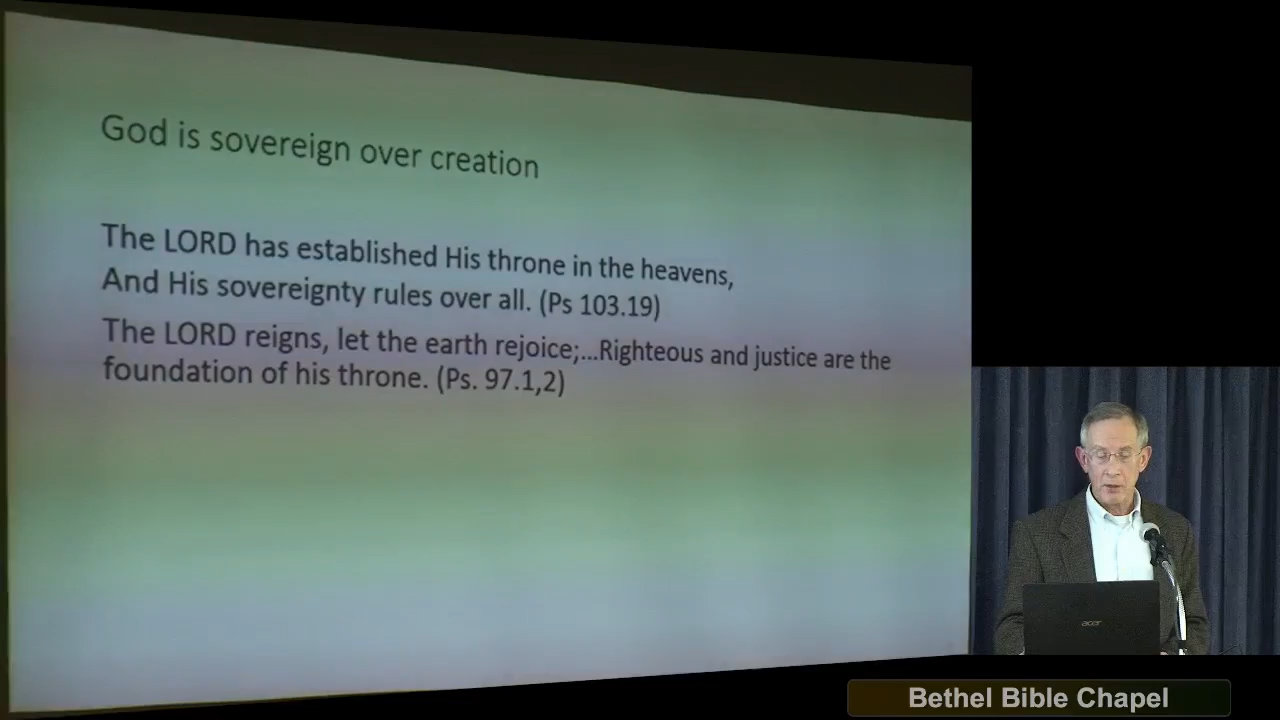 God is sovereign over creation
The LORD has established His throne in the heavens,
And His sovereignty rules over all. (Ps 103.19)
The LORD reigns, let the earth rejoice;...Righteous and justice are the
foundation of his throne. (Ps. 97.1,2)
acer
Bethel Bible Chapel